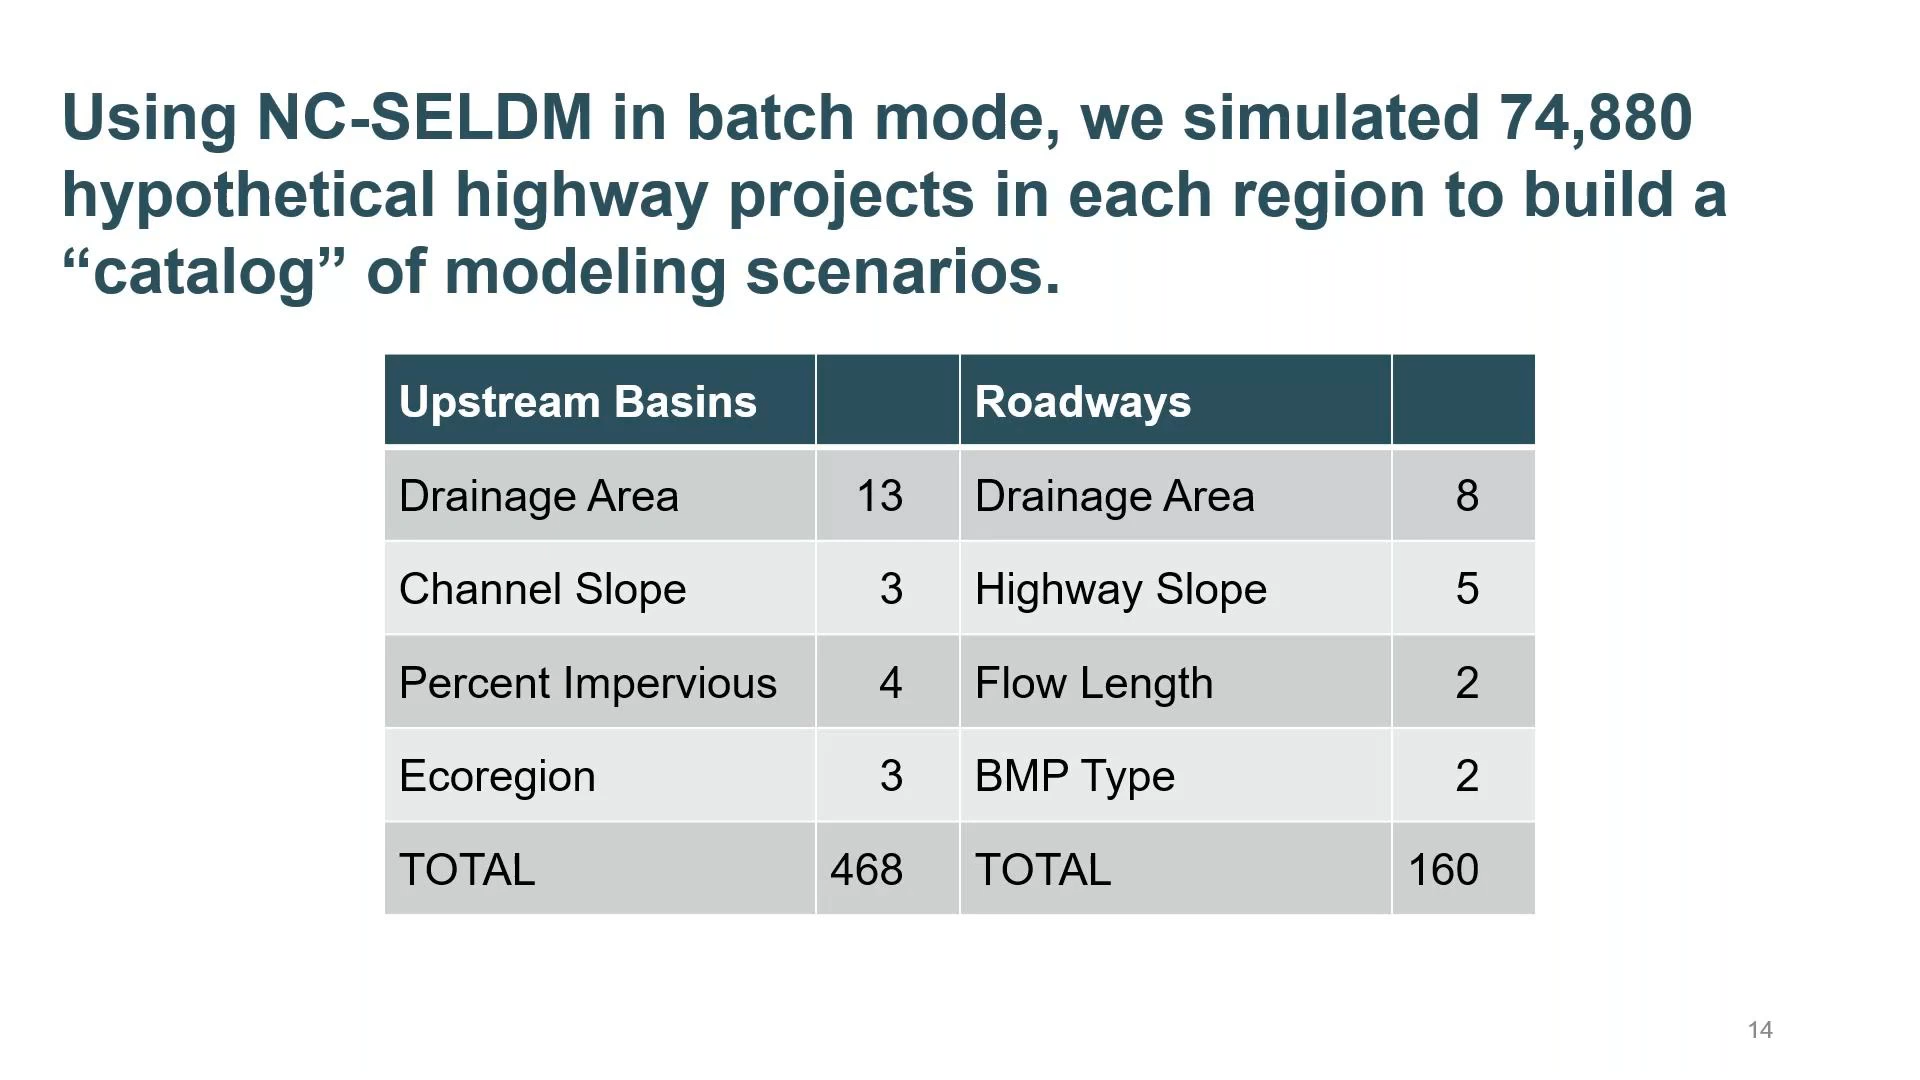 Using NC-SELDM in batch mode, we simulated 74,880
hypothetical highway projects in each region to build a
“catalog” of modeling scenarios.
Upstream Basins Roadways
Drainage Area 13 Drainage Area 8
Channel Slope 3 Highway Slope 5
Percent Impervious 4 Flow Length 2
Ecoregion 3 BMP Type 2
TOTAL 468 TOTAL 160
14